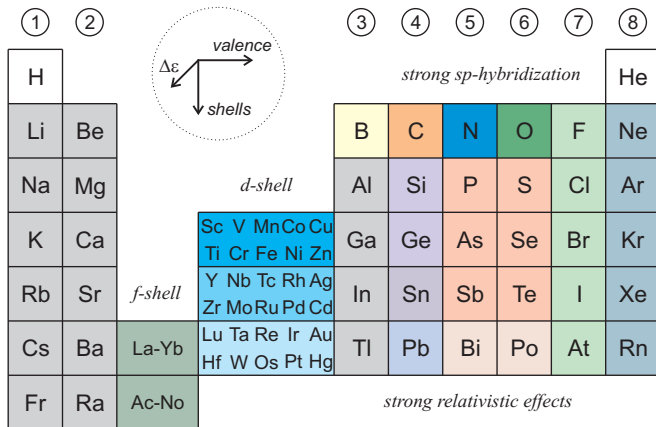 1 2 3 4 5 6 7 8
valence
Δε
shells
strong sp-hybridization
H He
Li Be B C N O F Ne
Na Mg d-shell Al Si P S Cl Ar
K Ca Sc V Mn Co Cu Ga Ge As Se Br Kr
Ti Cr Fe Ni Zn
Rb Sr f-shell Y Nb Tc Rh Ag In Sn Sb Te I Xe
Zr Mo Ru Pd Cd
Cs Ba La-Yb Lu Ta Re Ir Au Tl Pb Bi Po At Rn
Hf W Os Pt Hg
Fr Ra Ac-No strong relativistic effects